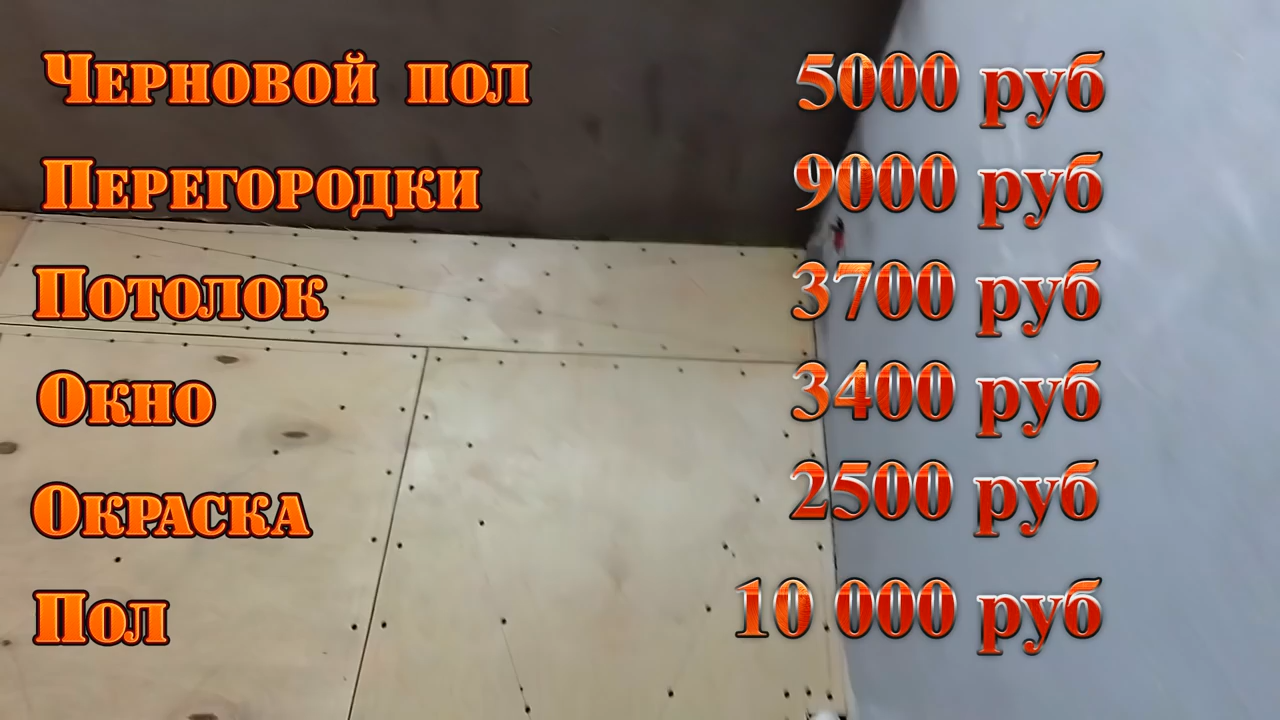 Черновой пол 5000 руб
Перегородки 9000 руб
Потолок 3700 руб
Окно 3400 руб
Окраска 2500 руб
Пол 10 000 руб